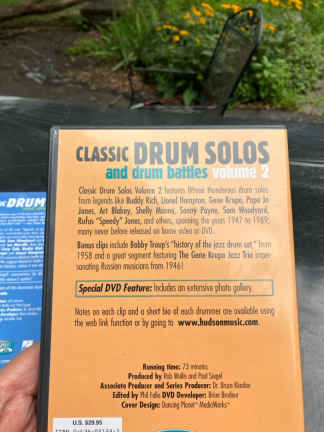 CLASSIC DRUM SOLOS
and drum battles volume 2
Classic Drum Solos Volume 2 features fifteen thunderous drum solos
from legends like Buddy Rich, Lionel Hampton, Gene Krupa, Papa Jo
Jones, Art Blakey, Shelly Manne, Sonny Payne, Sam Woodyard,
Rufus "Speedy" Jones, and others, spanning the years 1947 to 1989;
many never before released on home video or DVD.
Bonus clips include Bobby Troup's "history of the jazz drum set," from
1958 and a great segment featuring The Gene Krupa Jazz Trio imper-
sonating Russian musicians from 1946!
Special DVD Feature: Includes an extensive photo gallery.
Notes on each clip and a short bio of each drummer are available using
the web link function or by going to www.hudsonmusic.com.
Running time: 73 minutes
Produced by Rob Wallis and Paul Siegel
Associate Producer and Series Producer: Dr. Bruce Klauber
Edited by Phil Fallo DVD Developer: Brian Brodeur
Cover Design: Dancing Planet® MediaWorks™
U.S. $29.95
DRUM